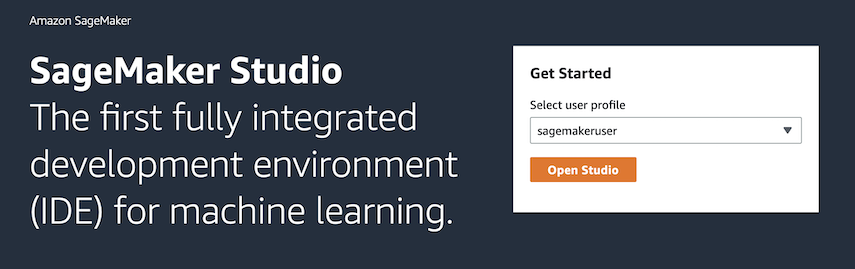 Amazon SageMaker
SageMaker Studio
The first fully integrated
development environment
(IDE) for machine learning.
Get Started
Select user profile
sagemakeruser
Open Studio